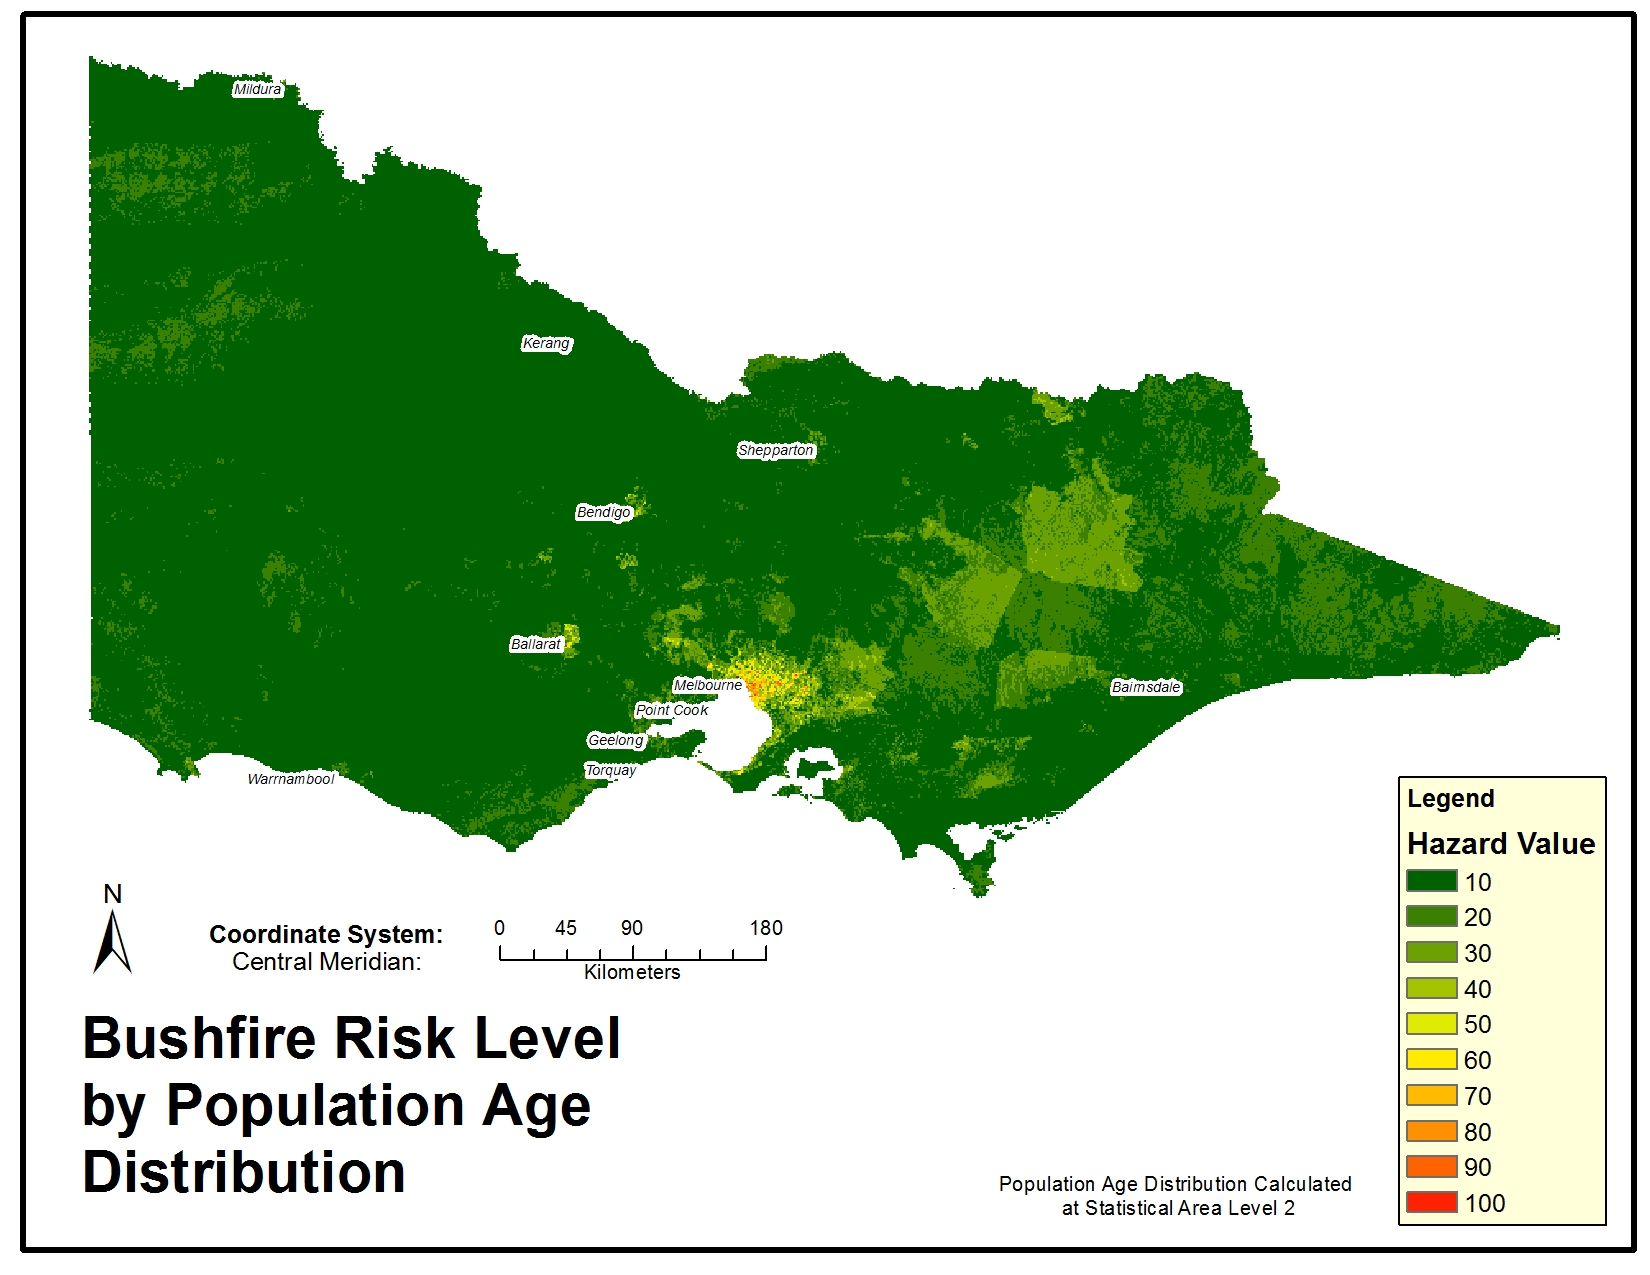 Mildura
Kerang
Shepparton
Bendigo
Ballarat
Melbourne
Point Cook
Bairnsdale
Geelong
Torquay
Warrnambool
Legend
Hazard Value
10
20
30
40
50
60
70
80
90
100
N
Coordinate System:
Central Meridian:
0 45 90 180
Kilometers
Bushfire Risk Level
by Population Age
Distribution
Population Age Distribution Calculated
at Statistical Area Level 2